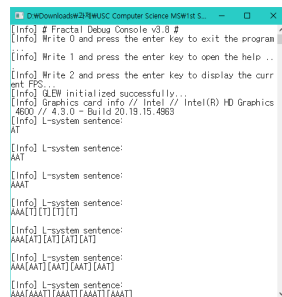 D:₩Downloads₩과제₩USC Computer Science MS₩1st S...
[Info] # Fractal Debug Console v3.8 #
[Info] Write 0 and press the enter key to exit the program
...
[Info] Write 1 and press the enter key to open the help ..
.
[Info] Write 2 and press the enter key to display the curr
ent FPS...
[Info] GLEW initialized successfully...
[Info] Graphics card info // Intel // Intel(R) HD Graphics
4600 // 4.3.0 - Build 20.19.15.4963
[Info] L-system sentence:
AT
[Info] L-system sentence:
AAT
[Info] L-system sentence:
AAAT
[Info] L-system sentence:
AAA[T][T][T][T]
[Info] L-system sentence:
AAA[AT][AT][AT][AT]
[Info] L-system sentence:
AAA[AAT][AAT][AAT][AAT]
[Info] L-system sentence:
AAA[AAAT][AAAT][AAAT][AAAT]